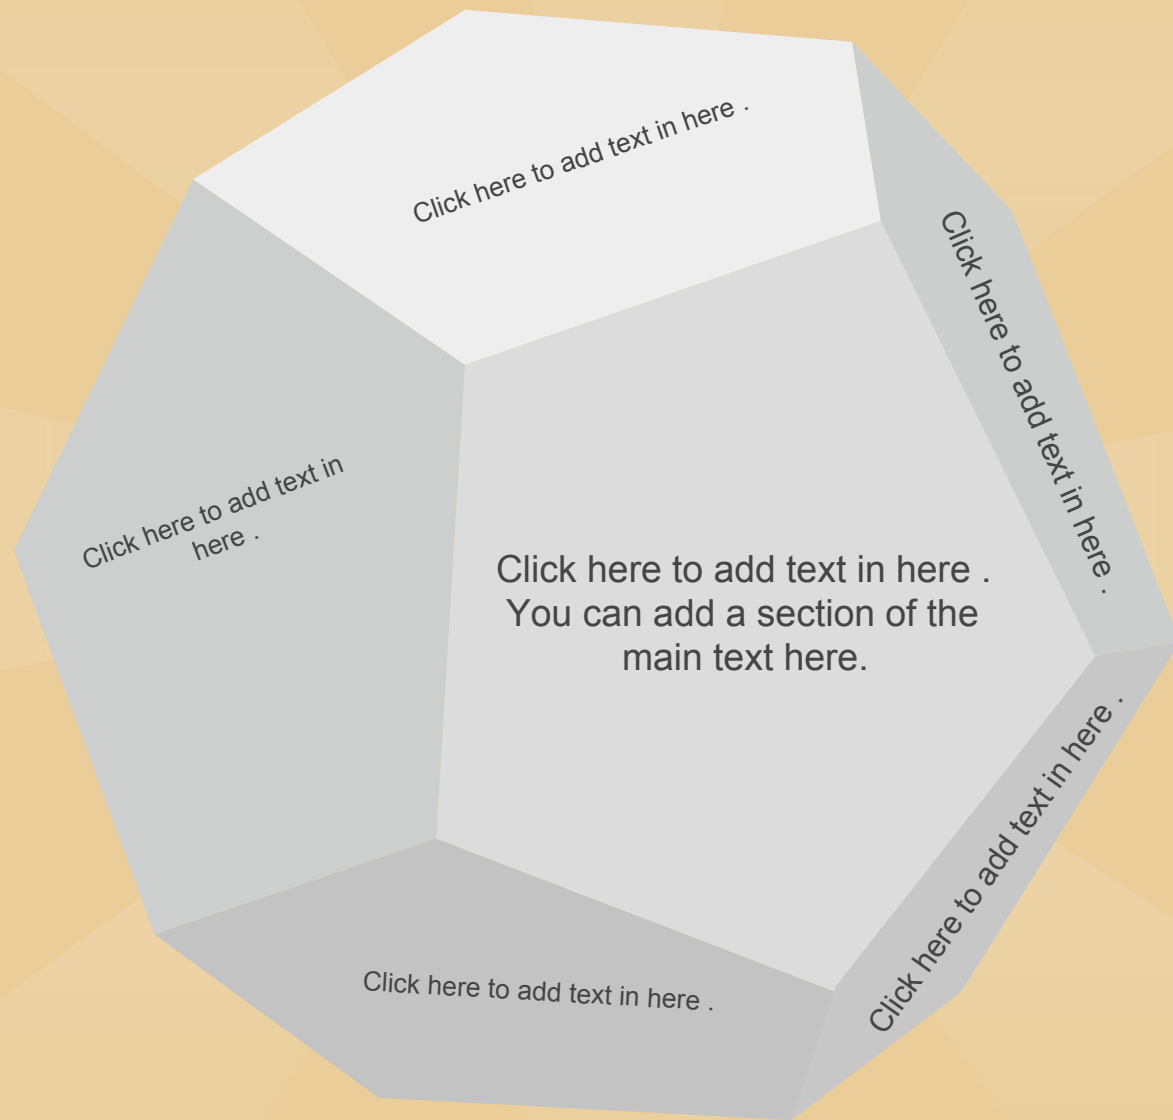 Click here to add text in here .
Click here to add text in here .
Click here to add text in
here .
Click here to add text in here .
You can add a section of the
main text here.
Click here to add text in here .
Click here to add text in here .